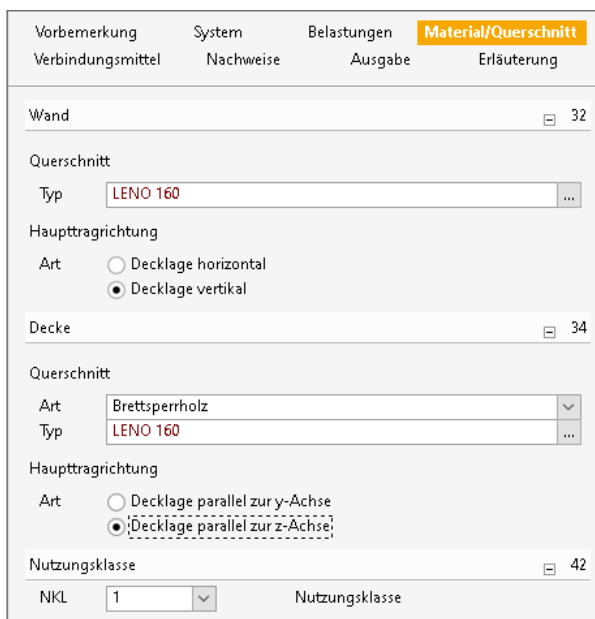 Vorbemerkung System Belastungen Material/Querschnitt
Verbindungsmittel Nachweise Ausgabe Erläuterung
Wand 32
Querschnitt
Typ LENO 160 ...
Haupttragrichtung
Art Decklage horizontal
Decklage vertikal
Decke 34
Querschnitt
Art Brettsperrholz
Typ LENO 160 ...
Haupttragrichtung
Art Decklage parallel zur y-Achse
Decklage parallel zur z-Achse
Nutzungsklasse 42
NKL 1 Nutzungsklasse